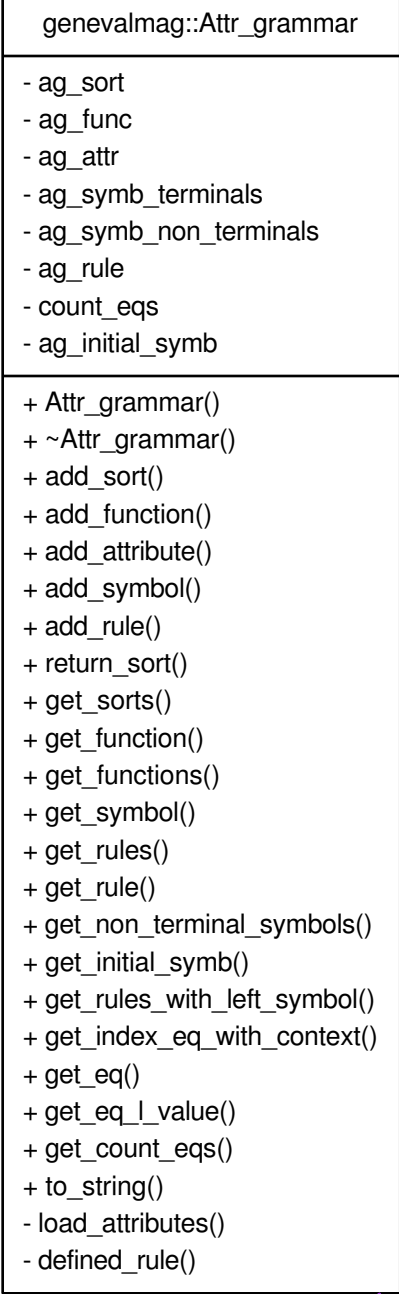 genevalmag::Attr_grammar
- ag_sort
- ag_func
- ag_attr
- ag_symb_terminals
- ag_symb_non_terminals
- ag_rule
- count_eqs
- ag_initial_symb
+ Attr_grammar()
+ ~Attr_grammar()
+ add_sort()
+ add_function()
+ add_attribute()
+ add_symbol()
+ add_rule()
+ return_sort()
+ get_sorts()
+ get_function()
+ get_functions()
+ get_symbol()
+ get_rules()
+ get_rule()
+ get_non_terminal_symbols()
+ get_initial_symb()
+ get_rules_with_left_symbol()
+ get_index_eq_with_context()
+ get_eq()
+ get_eq_l_value()
+ get_count_eqs()
+ to_string()
- load_attributes()
- defined_rule()